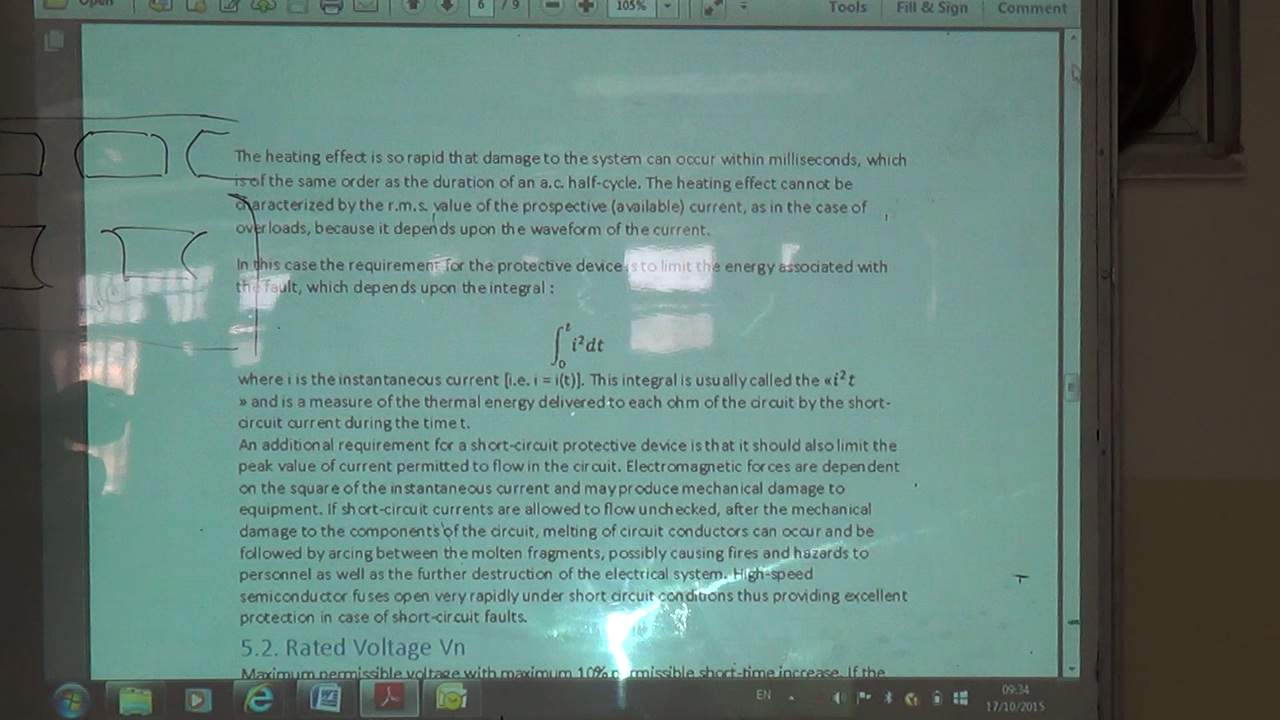 Open 6 / 9 105% Tools Fill & Sign Comment
The heating effect is so rapid that damage to the system can occur within milliseconds, which
is of the same order as the duration of an a.c. half-cycle. The heating effect cannot be
characterized by the r.m.s. value of the prospective (available) current, as in the case of
overloads, because it depends upon the waveform of the current.
In this case the requirement for the protective device is to limit the energy associated with
the fault, which depends upon the integral :
∫₀ᵗ i²dt
where i is the instantaneous current [i.e. i = i(t)]. This integral is usually called the «i²t
» and is a measure of the thermal energy delivered to each ohm of the circuit by the short-
circuit current during the time t.
An additional requirement for a short-circuit protective device is that it should also limit the
peak value of current permitted to flow in the circuit. Electromagnetic forces are dependent
on the square of the instantaneous current and may produce mechanical damage to
equipment. If short-circuit currents are allowed to flow unchecked, after the mechanical
damage to the components of the circuit, melting of circuit conductors can occur and be
followed by arcing between the molten fragments, possibly causing fires and hazards to
personnel as well as the further destruction of the electrical system. High-speed
semiconductor fuses open very rapidly under short circuit conditions thus providing excellent
protection in case of short-circuit faults.
5.2. Rated Voltage Vn
Maximum permissible voltage with maximum 10% permissible short-time increase. If the
EN 09:34
17/10/2015